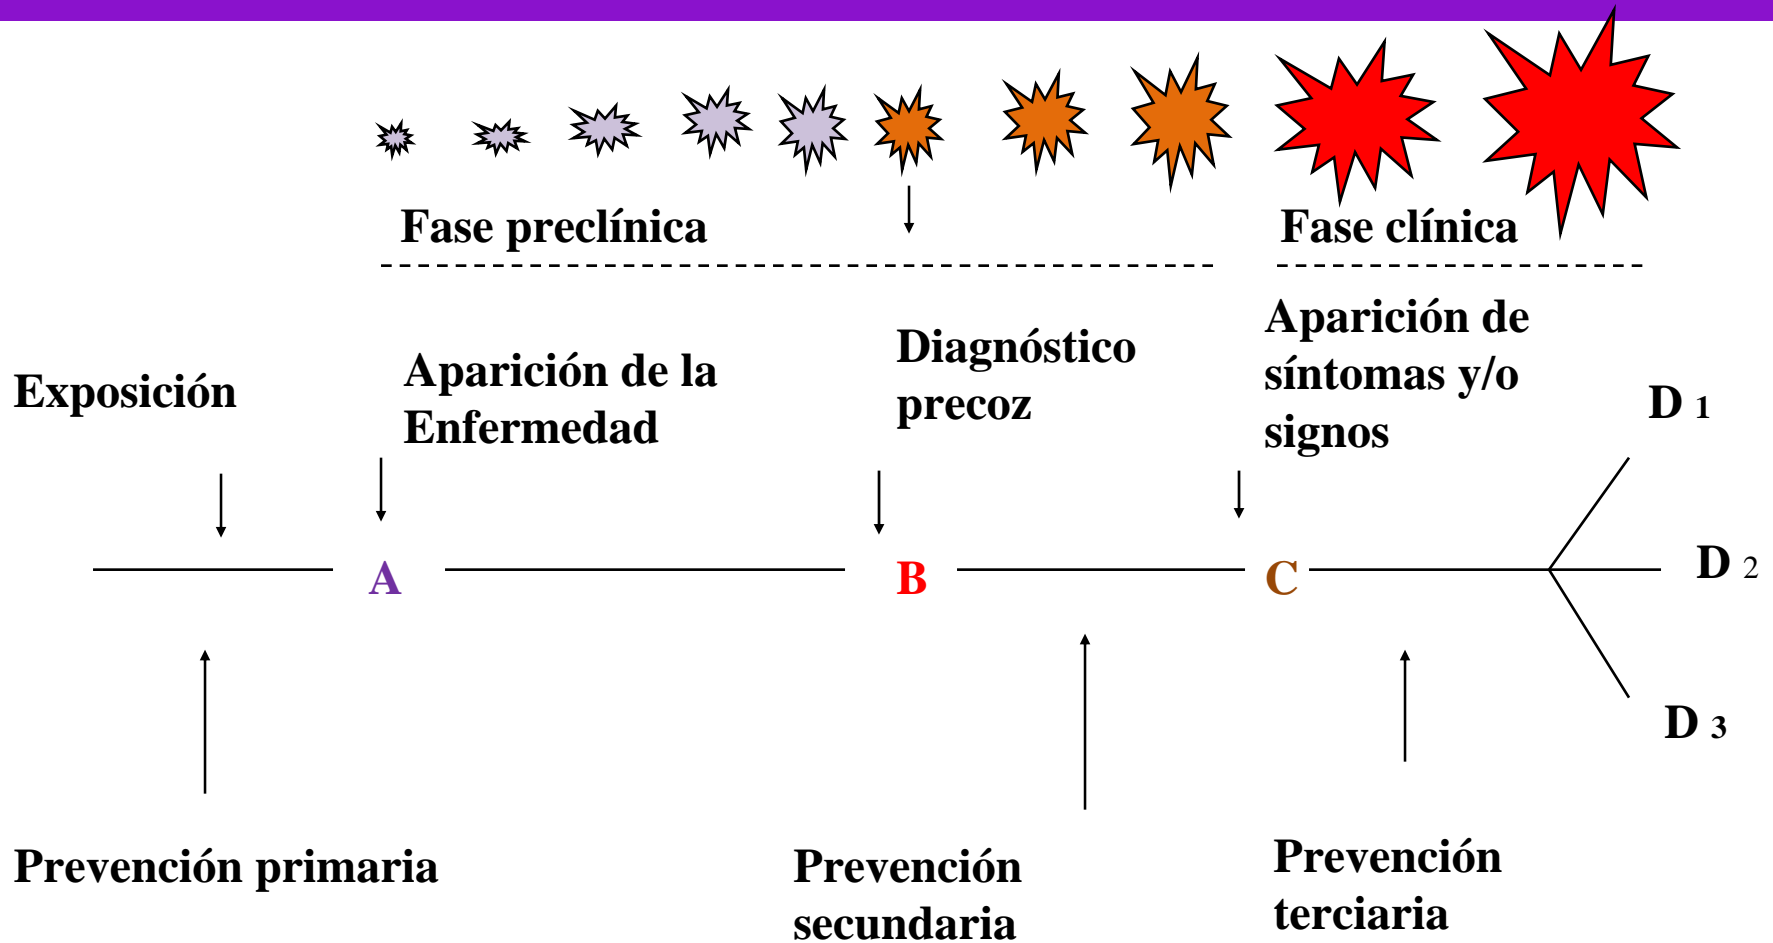 Fase preclínica
Fase clínica
Exposición
Aparición de la
Enfermedad
Diagnóstico
precoz
Aparición de
síntomas y/o
signos
D 1
A
B
C
D 2
D 3
Prevención primaria
Prevención
secundaria
Prevención
terciaria